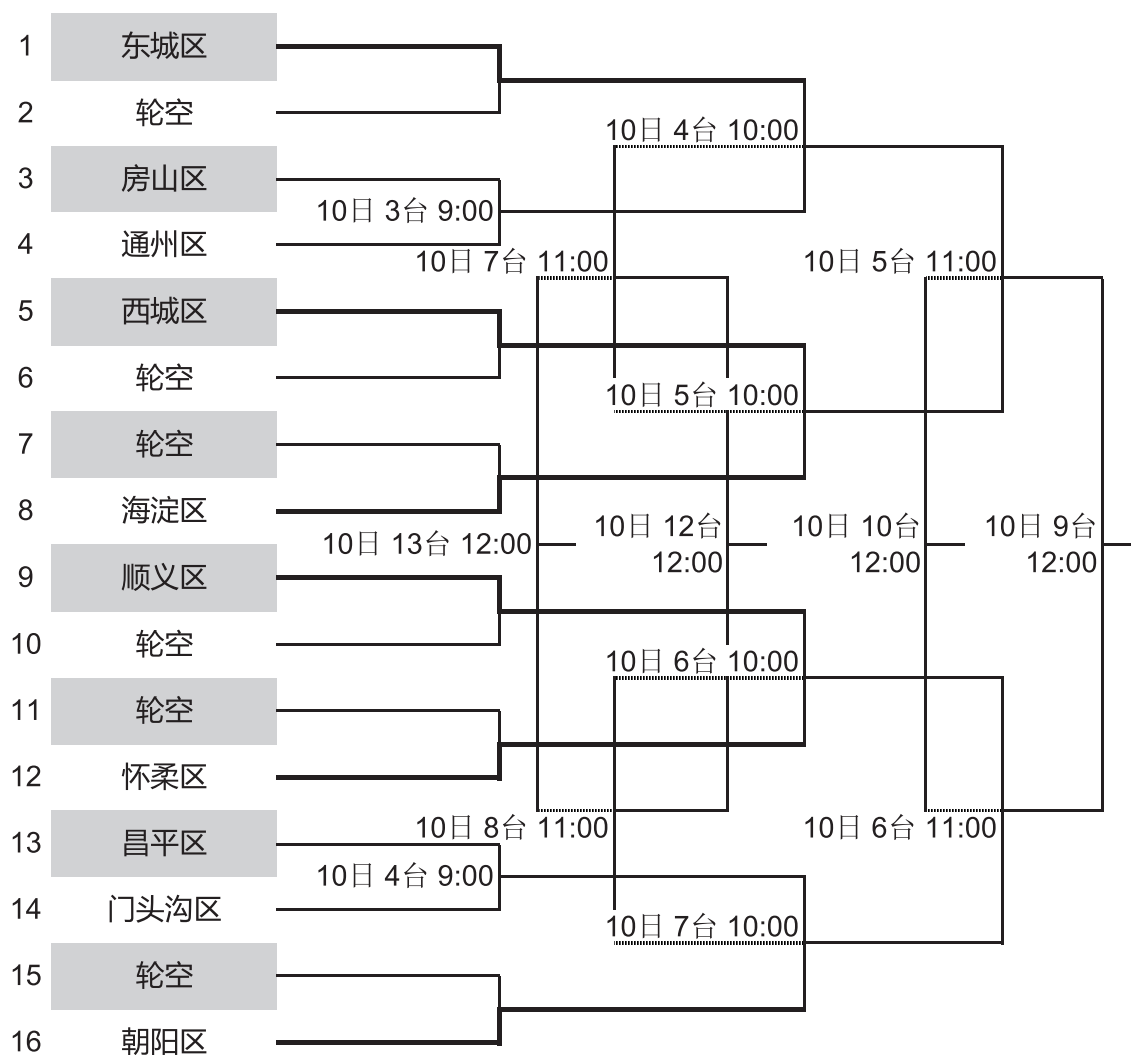 1 东城区
2 轮空
10日 4台 10:00
3 房山区
10日 3台 9:00
4 通州区
10日 7台 11:00
10日 5台 11:00
5 西城区
6 轮空
10日 5台 10:00
7 轮空
8 海淀区
10日 13台 12:00
10日 12台
12:00
10日 10台
12:00
10日 9台
12:00
9 顺义区
10 轮空
10日 6台 10:00
11 轮空
12 怀柔区
10日 8台 11:00
10日 6台 11:00
13 昌平区
10日 4台 9:00
14 门头沟区
10日 7台 10:00
15 轮空
16 朝阳区